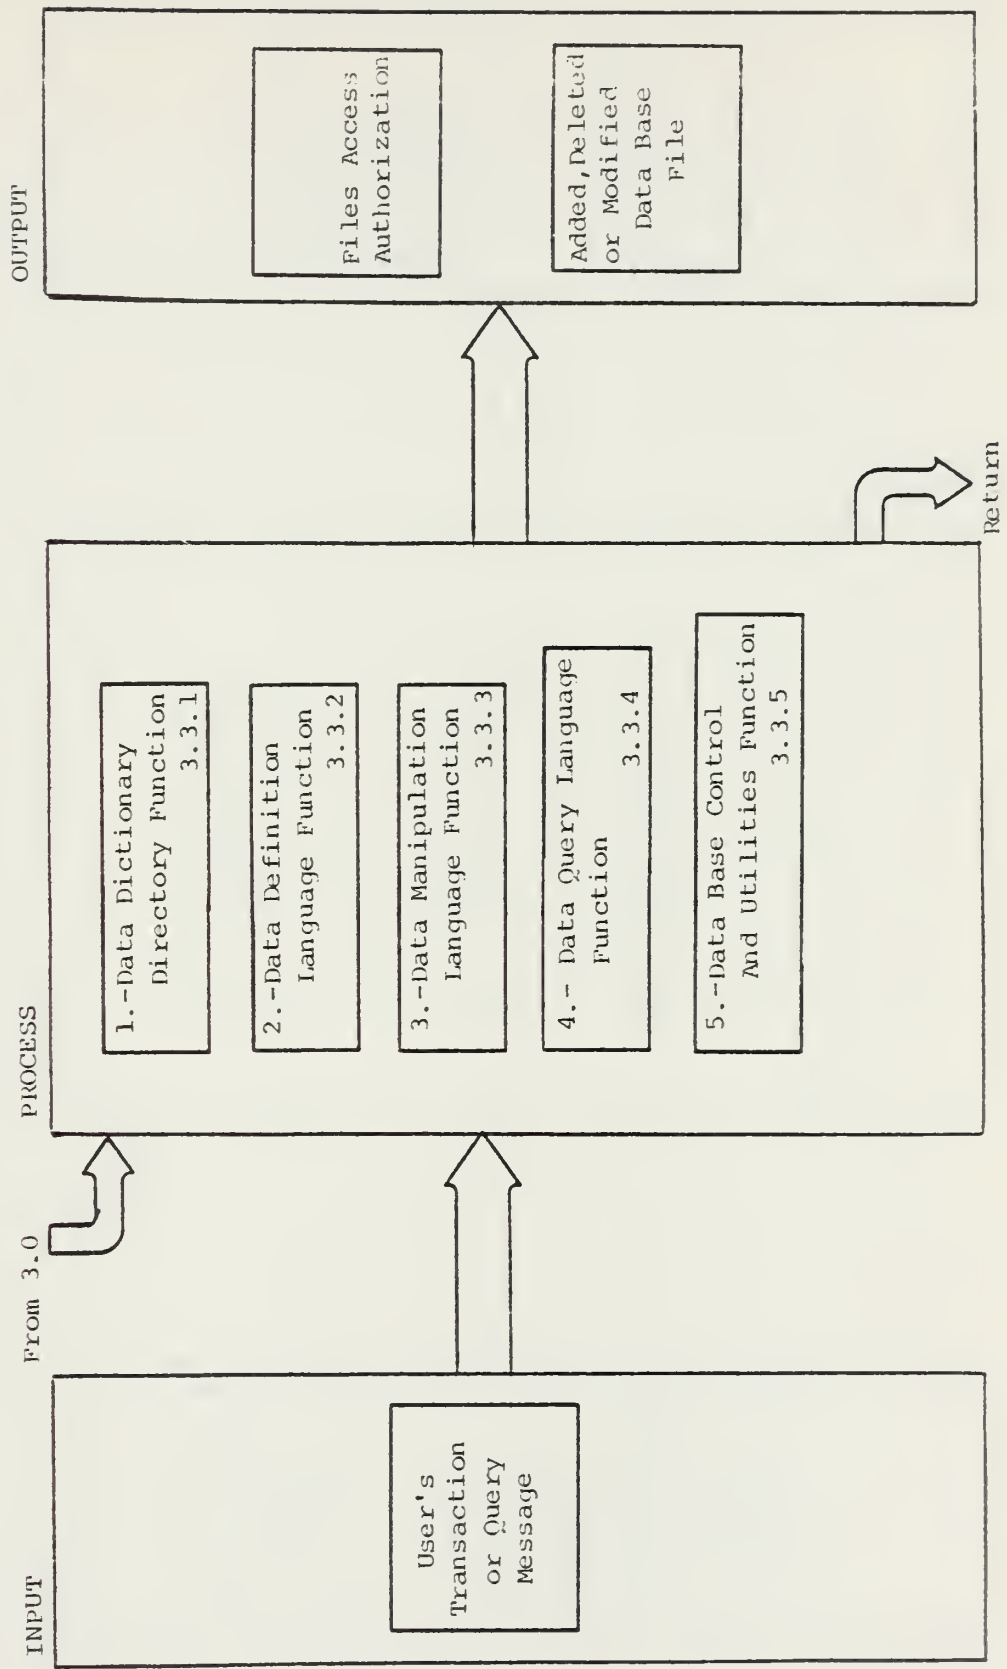 INPUT
User's
Transaction
or Query
Message
From 3.0
PROCESS
1.-Data Dictionary
Directory Function
3.3.1
2.-Data Definition
Language Function
3.3.2
3.-Data Manipulation
Language Function
3.3.3
4.- Data Query Language
Function
3.3.4
5.-Data Base Control
And Utilities Function
3.3.5
Return
OUTPUT
Files Access
Authorization
Added,Deleted
or Modified
Data Base
File